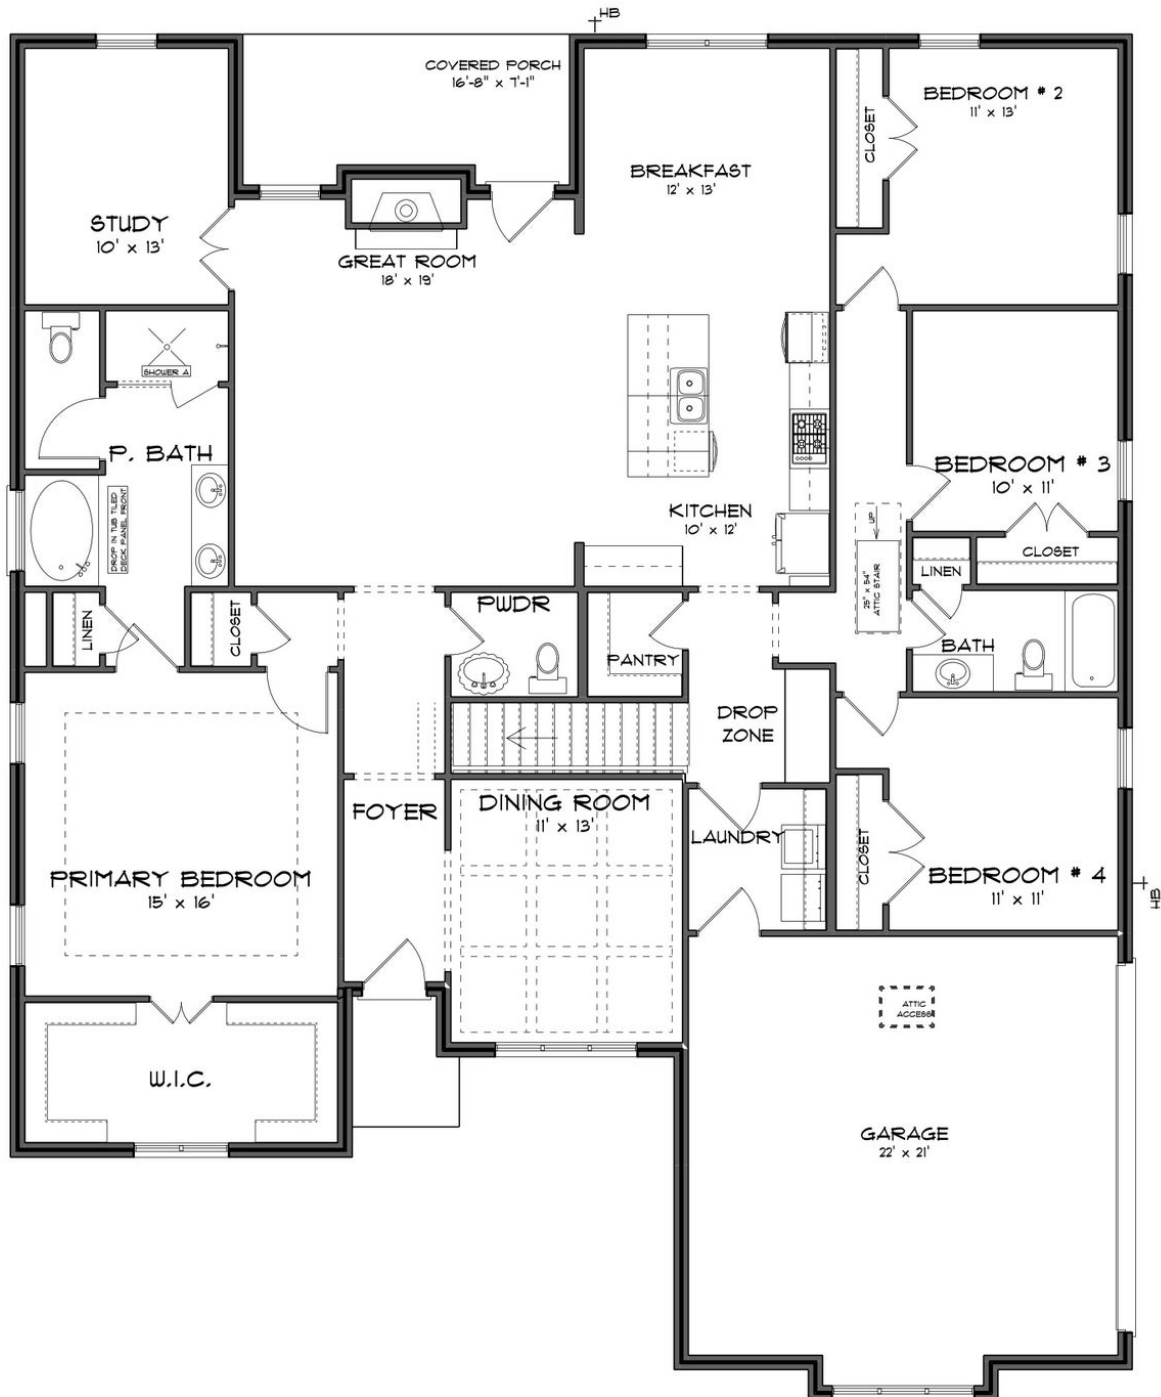 HB
COVERED PORCH
16'-8" x 7'-1"
BEDROOM # 2
11' x 13'
CLOSET
BREAKFAST
12' x 13'
STUDY
10' x 13'
GREAT ROOM
18' x 19'
SHOWER A
P. BATH
BEDROOM # 3
10' x 11'
DROP IN TUB TILED
DECK PANEL FRONT
KITCHEN
10' x 12'
UP
CLOSET
LINEN
25" x 54"
ATTIC STAIR
LINEN
CLOSET
PWDR
PANTRY
BATH
DROP
ZONE
FOYER
DINING ROOM
11' x 13'
LAUNDRY
CLOSET
PRIMARY BEDROOM
15' x 16'
BEDROOM # 4
11' x 11'
HB
ATTIC
ACCESS
W.I.C.
GARAGE
22' x 21'